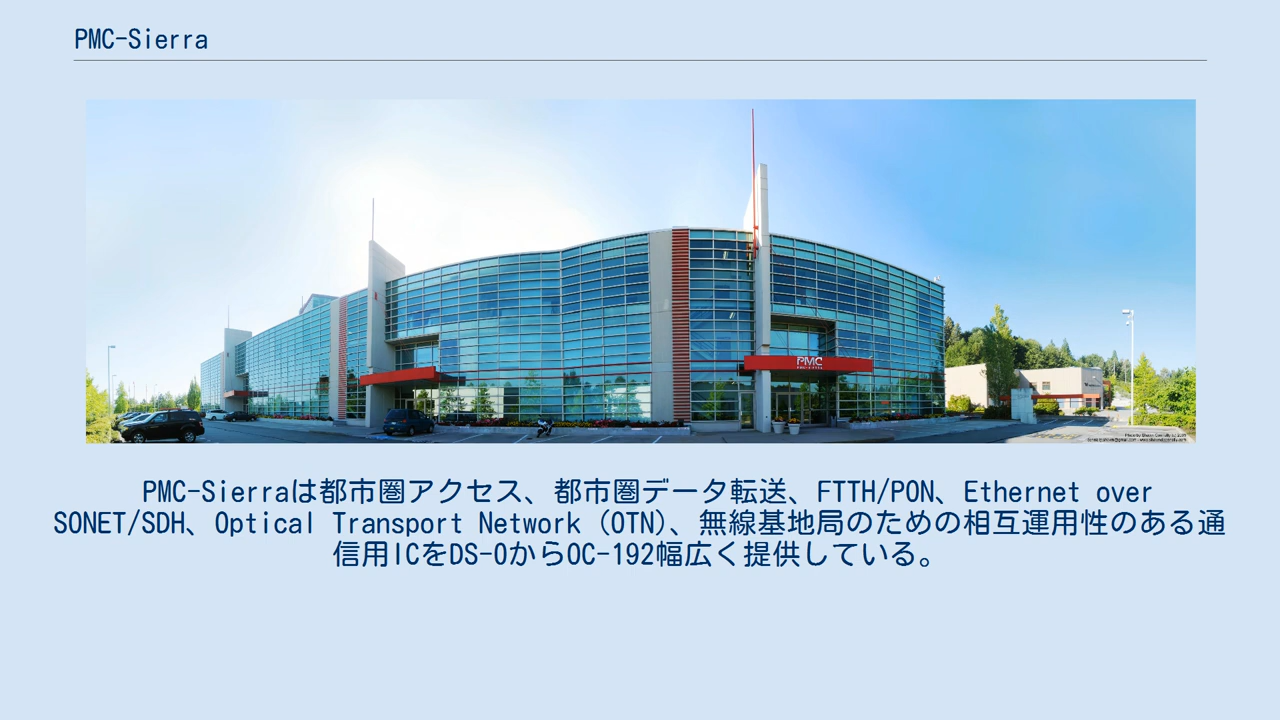 PMC-Sierra
PMC
PMC-SIERRA
PMC-Sierraは都市圏アクセス、都市圏データ転送、FTTH/PON、Ethernet over
SONET/SDH、Optical Transport Network (OTN)、無線基地局のための相互運用性のある通
信用ICをDS-0からOC-192幅広く提供している。